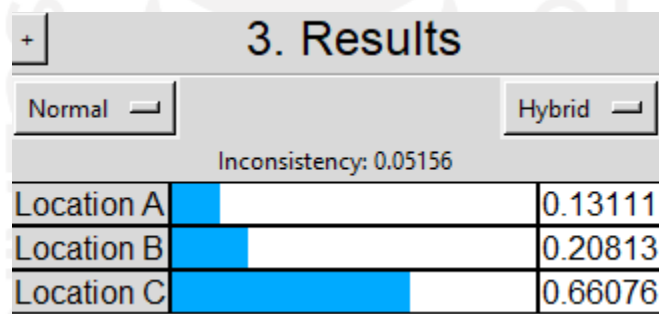 + 3. Results
Normal Hybrid
Inconsistency: 0.05156
Location A 0.13111
Location B 0.20813
Location C 0.66076